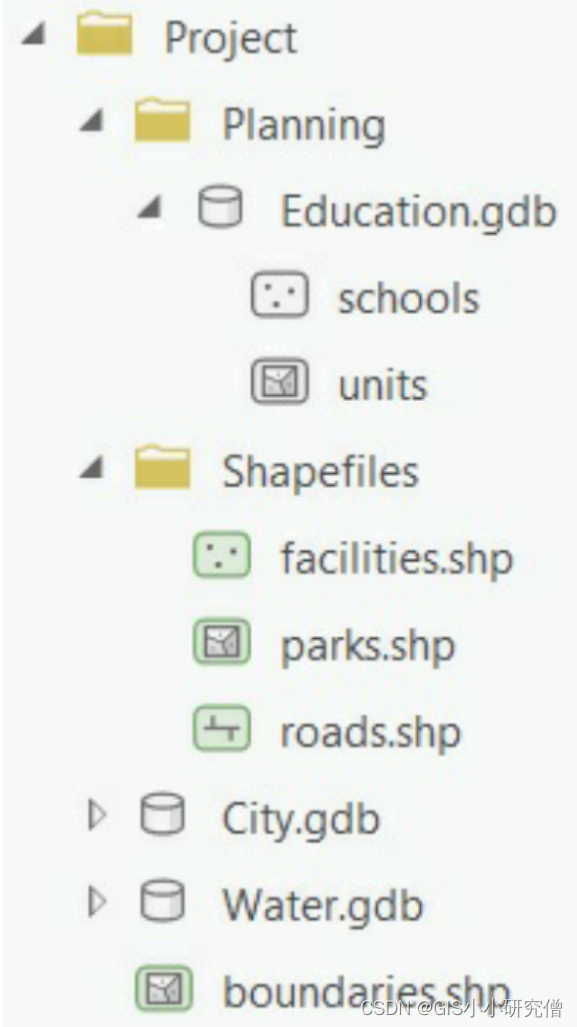 Project
Planning
Education.gdb
schools
units
Shapefiles
facilities.shp
parks.shp
roads.shp
City.gdb
Water.gdb
boundaries.shp
CSDN @GIS小小研究僧